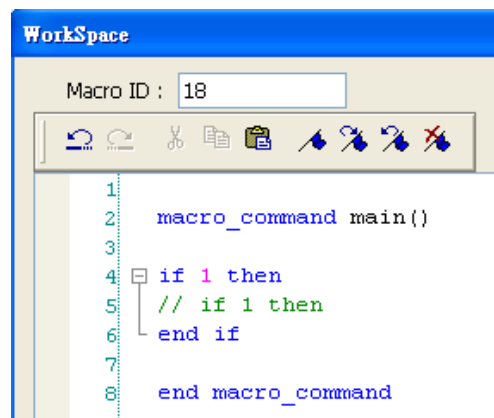 WorkSpace
Macro ID : 18
1
2 macro_command main()
3
4 if 1 then
5 // if 1 then
6 end if
7
8 end macro_command